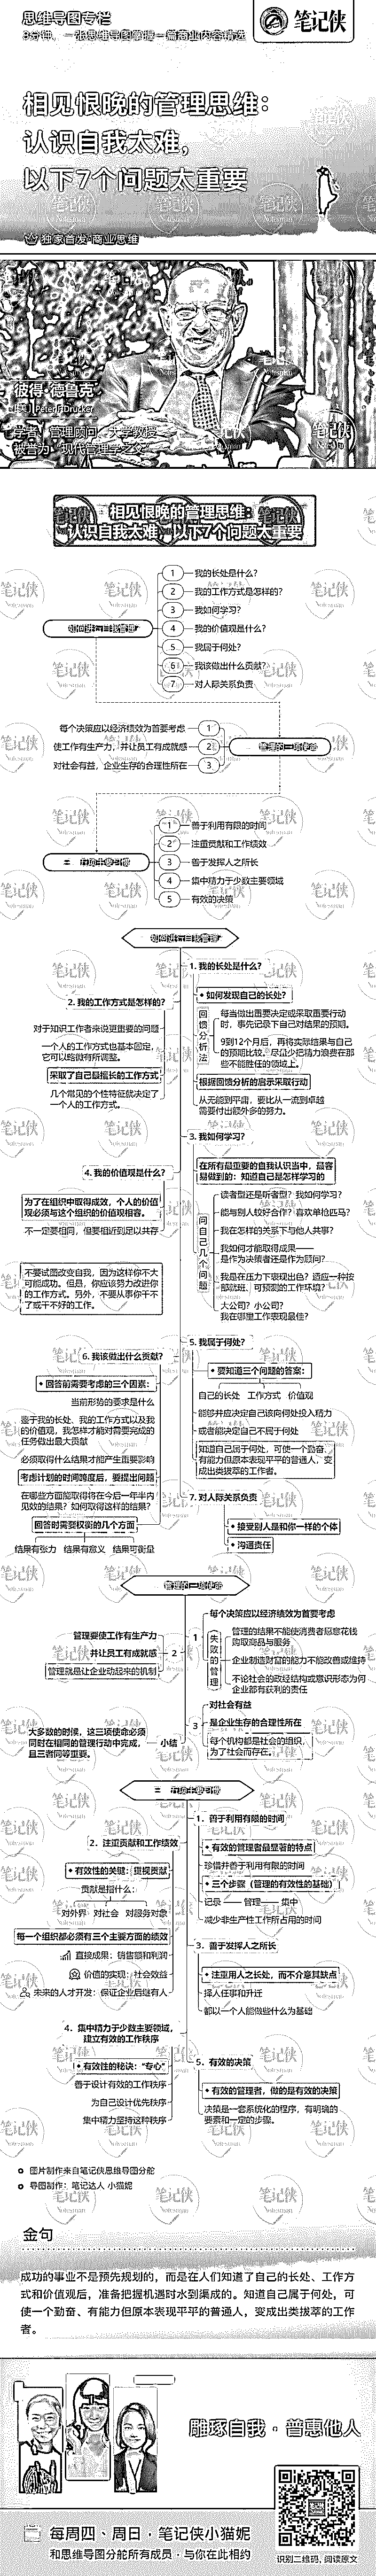 思维导图专栏
3分钟,一张思维导图掌握一篇商业内容精选
笔记侠
相见恨晚的管理思维:
认识自我太难,
以下7个问题太重要
独家首发·商业思维
彼得·德鲁克
Peter F. Drucker
学者、管理顾问、大学教授
被誉为“现代管理学之父”
相见恨晚的管理思维:
认识自我太难,以下7个问题太重要
如何进行自我管理
1 我的长处是什么?
2 我的工作方式是怎样的?
3 我如何学习?
4 我的价值观是什么?
5 我属于何处?
6 我该做出什么贡献?
7 对人际关系负责
管理的三项使命
每个决策应以经济绩效为首要考虑 1
使工作有生产力,并让员工有成就感 2
对社会有益,企业生存的合理性所在 3
1 善于利用有限的时间
2 注重贡献和工作绩效
3 善于发挥人之所长
4 集中精力于少数主要领域
5 有效的决策
如何进行自我管理
1. 我的长处是什么?
如何发现自己的长处?
回馈分析法
每当做出重要决定或采取重要行动
时,事先记录下自己对结果的预期。
9到12个月后,再将实际结果与自己
的预期比较。尽量少把精力浪费在那
些不能胜任的领域上。
根据回馈分析的启示采取行动
从无能到平庸,要比从一流到卓越
需要付出额外多的努力。
2. 我的工作方式是怎样的?
对于知识工作者来说更重要的问题
一个人的工作方式也基本固定,
它可以略微有所调整。
采取了自己最擅长的工作方式
几个常见的个性特征就决定了
一个人的工作方式。
3. 我如何学习?
在所有最重要的自我认识当中,最容
易做到的:知道自己是怎样学习的
问自己几个问题
读者型还是听者型?我如何学习?
能与别人较好合作?喜欢单枪匹马?
我在怎样的关系下与他人共事?
我如何才能取得成果——
是作为决策者还是作为顾问?
我是在压力下表现出色?适应一种按
部就班、可预测的工作环境?
大公司?小公司?
我在哪里工作表现最佳?
4. 我的价值观是什么?
为了在组织中取得成效,个人的价值
观必须与这个组织的价值观相容。
不一定要相同,但要相近到足以共存
不要试图改变自我,因为这样你不大
可能成功。但是,你应该努力改进你
的工作方式。另外,不要从事你干不
了或干不好的工作。
5. 我属于何处?
要知道三个问题的答案:
自己的长处 工作方式 价值观
能够并应决定自己该向何处投入精力
或者能决定自己不属于何处
知道自己属于何处,可使一个勤奋、
有能力但原本表现平平的普通人,变
成出类拔萃的工作者。
6. 我该做出什么贡献?
回答前需要考虑的三个因素:
当前形势的要求是什么
鉴于我的长处、我的工作方式以及我
的价值观,我怎样才能对需要完成的
任务做出最大贡献
必须取得什么结果才能产生重要影响
考虑计划的时间跨度后,要提出问题
在哪些方面能取得将在今后一年半内
见效的结果?如何取得这样的结果?
回答时需要权衡的几个方面
结果有张力 结果有意义 结果可衡量
7. 对人际关系负责
接受别人是和你一样的个体
沟通责任
管理的三项使命
1
每个决策应以经济绩效为首要考虑
失败的管理
管理的结果不能使消费者愿意花钱
购取商品与服务
企业制造财富的能力不能改善或维持
不论社会的政经结构或意识形态为何
企业都有获利的责任
2
管理要使工作有生产力
并让员工有成就感
管理就是让企业动起来的机制
3
对社会有益
是企业生存的合理性所在
每个机构都是社会的组织,
为了社会而存在。
小结
大多数的时候,这三项使命必须
同时在相同的管理行动中完成,
且三者同等重要。
1. 善于利用有限的时间
有效的管理者最显著的特点
珍惜并善于利用有限的时间
三个步骤(管理的有效性的基础)
记录 —— 管理 —— 集中
减少非生产性工作所占用的时间
2. 注重贡献和工作绩效
有效性的关键:重视贡献
贡献是指什么:
对外界 对社会 对服务对象
每一个组织都必须有三个主要方面的绩效
直接成果:销售额和利润
价值的实现:社会效益
未来的人才开发:保证企业后继有人
3. 善于发挥人之所长
注重用人之长处,而不介意其缺点
择人任事和升迁
都以一个人能做些什么为基础
4. 集中精力于少数主要领域,
建立有效的工作秩序
有效性的秘诀:“专心”
善于设计有效的工作秩序
为自己设计优先秩序
集中精力坚持这种秩序
5. 有效的决策
有效的管理者,做的是有效的决策
决策是一套系统化的程序,有明确的
要素和一定的步骤。
图片制作来自笔记侠思维导图分舵
导图制作:笔记达人 小猫妮
金句
成功的事业不是预先规划的,而是在人们知道了自己的长处、工作方
式和价值观后,准备把握机遇时水到渠成的。知道自己属于何处,可
使一个勤奋、有能力但原本表现平平的普通人,变成出类拔萃的工作
者。
雕琢自我·普惠他人
每周四、周日·笔记侠小猫妮
和思维导图分舵所有成员·与你在此相约
识别二维码,阅读原文